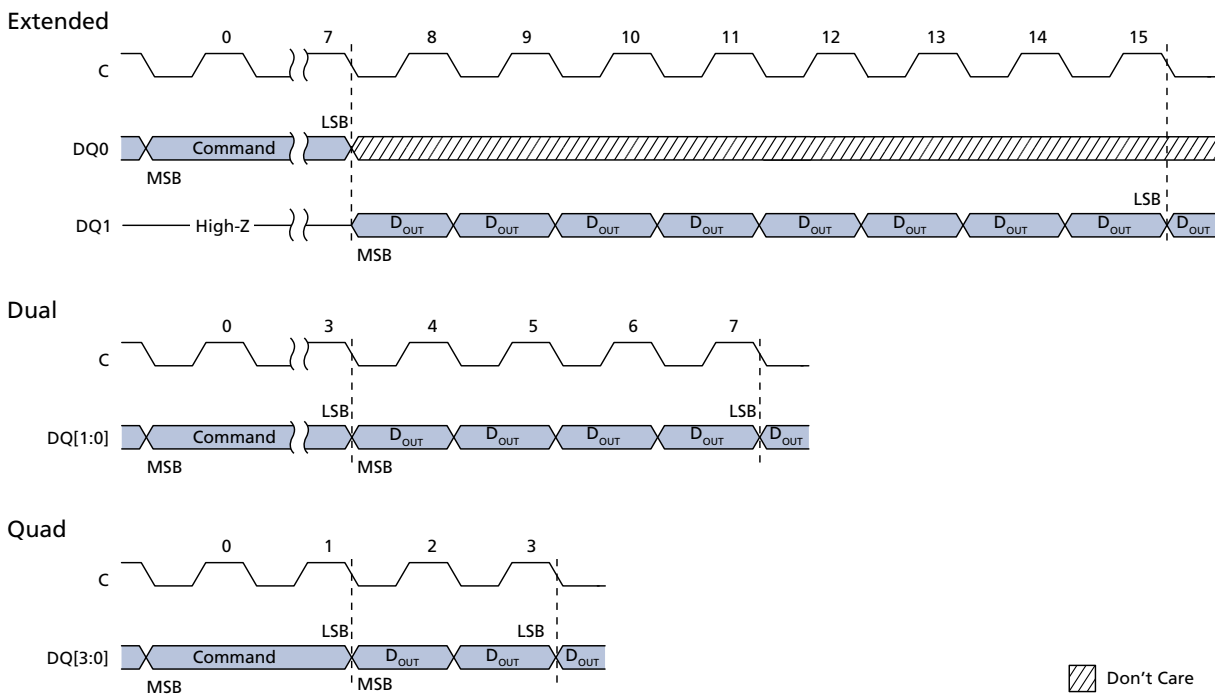 Extended
0 7 8 9 10 11 12 13 14 15
C
LSB
DQ0 Command
MSB
LSB
DQ1 High-Z DOUT DOUT DOUT DOUT DOUT DOUT DOUT DOUT DOUT
MSB
Dual
0 3 4 5 6 7
C
LSB LSB
DQ[1:0] Command DOUT DOUT DOUT DOUT DOUT
MSB MSB
Quad
0 1 2 3
C
LSB LSB
DQ[3:0] Command DOUT DOUT DOUT
MSB MSB
Don't Care